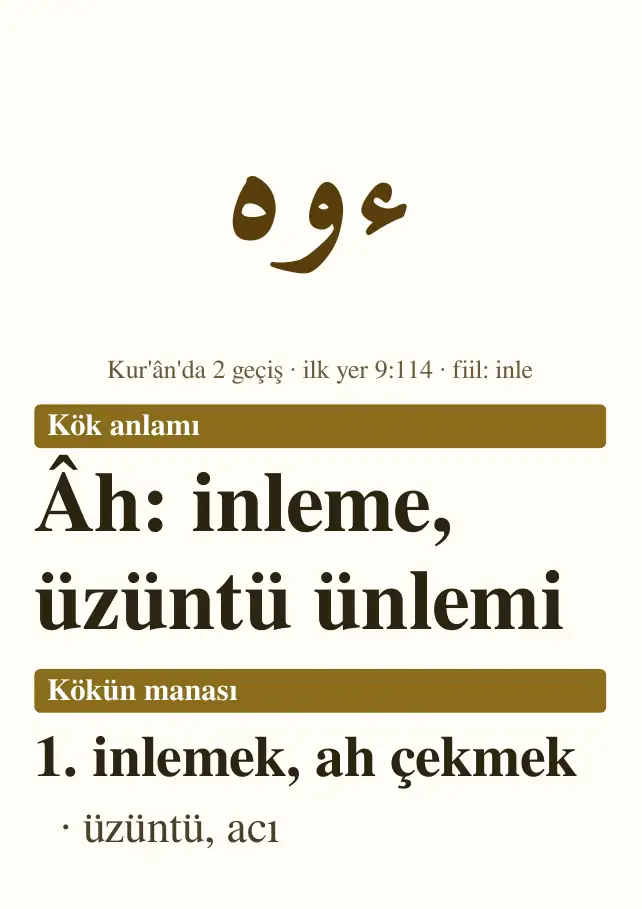 ءوه
Kur'ân'da 2 geçiş · ilk yer 9:114 · fiil: inle
Kök anlamı
Âh: inleme,
üzüntü ünlemi
Kökün manası
1. inlemek, ah çekmek
· üzüntü, acı